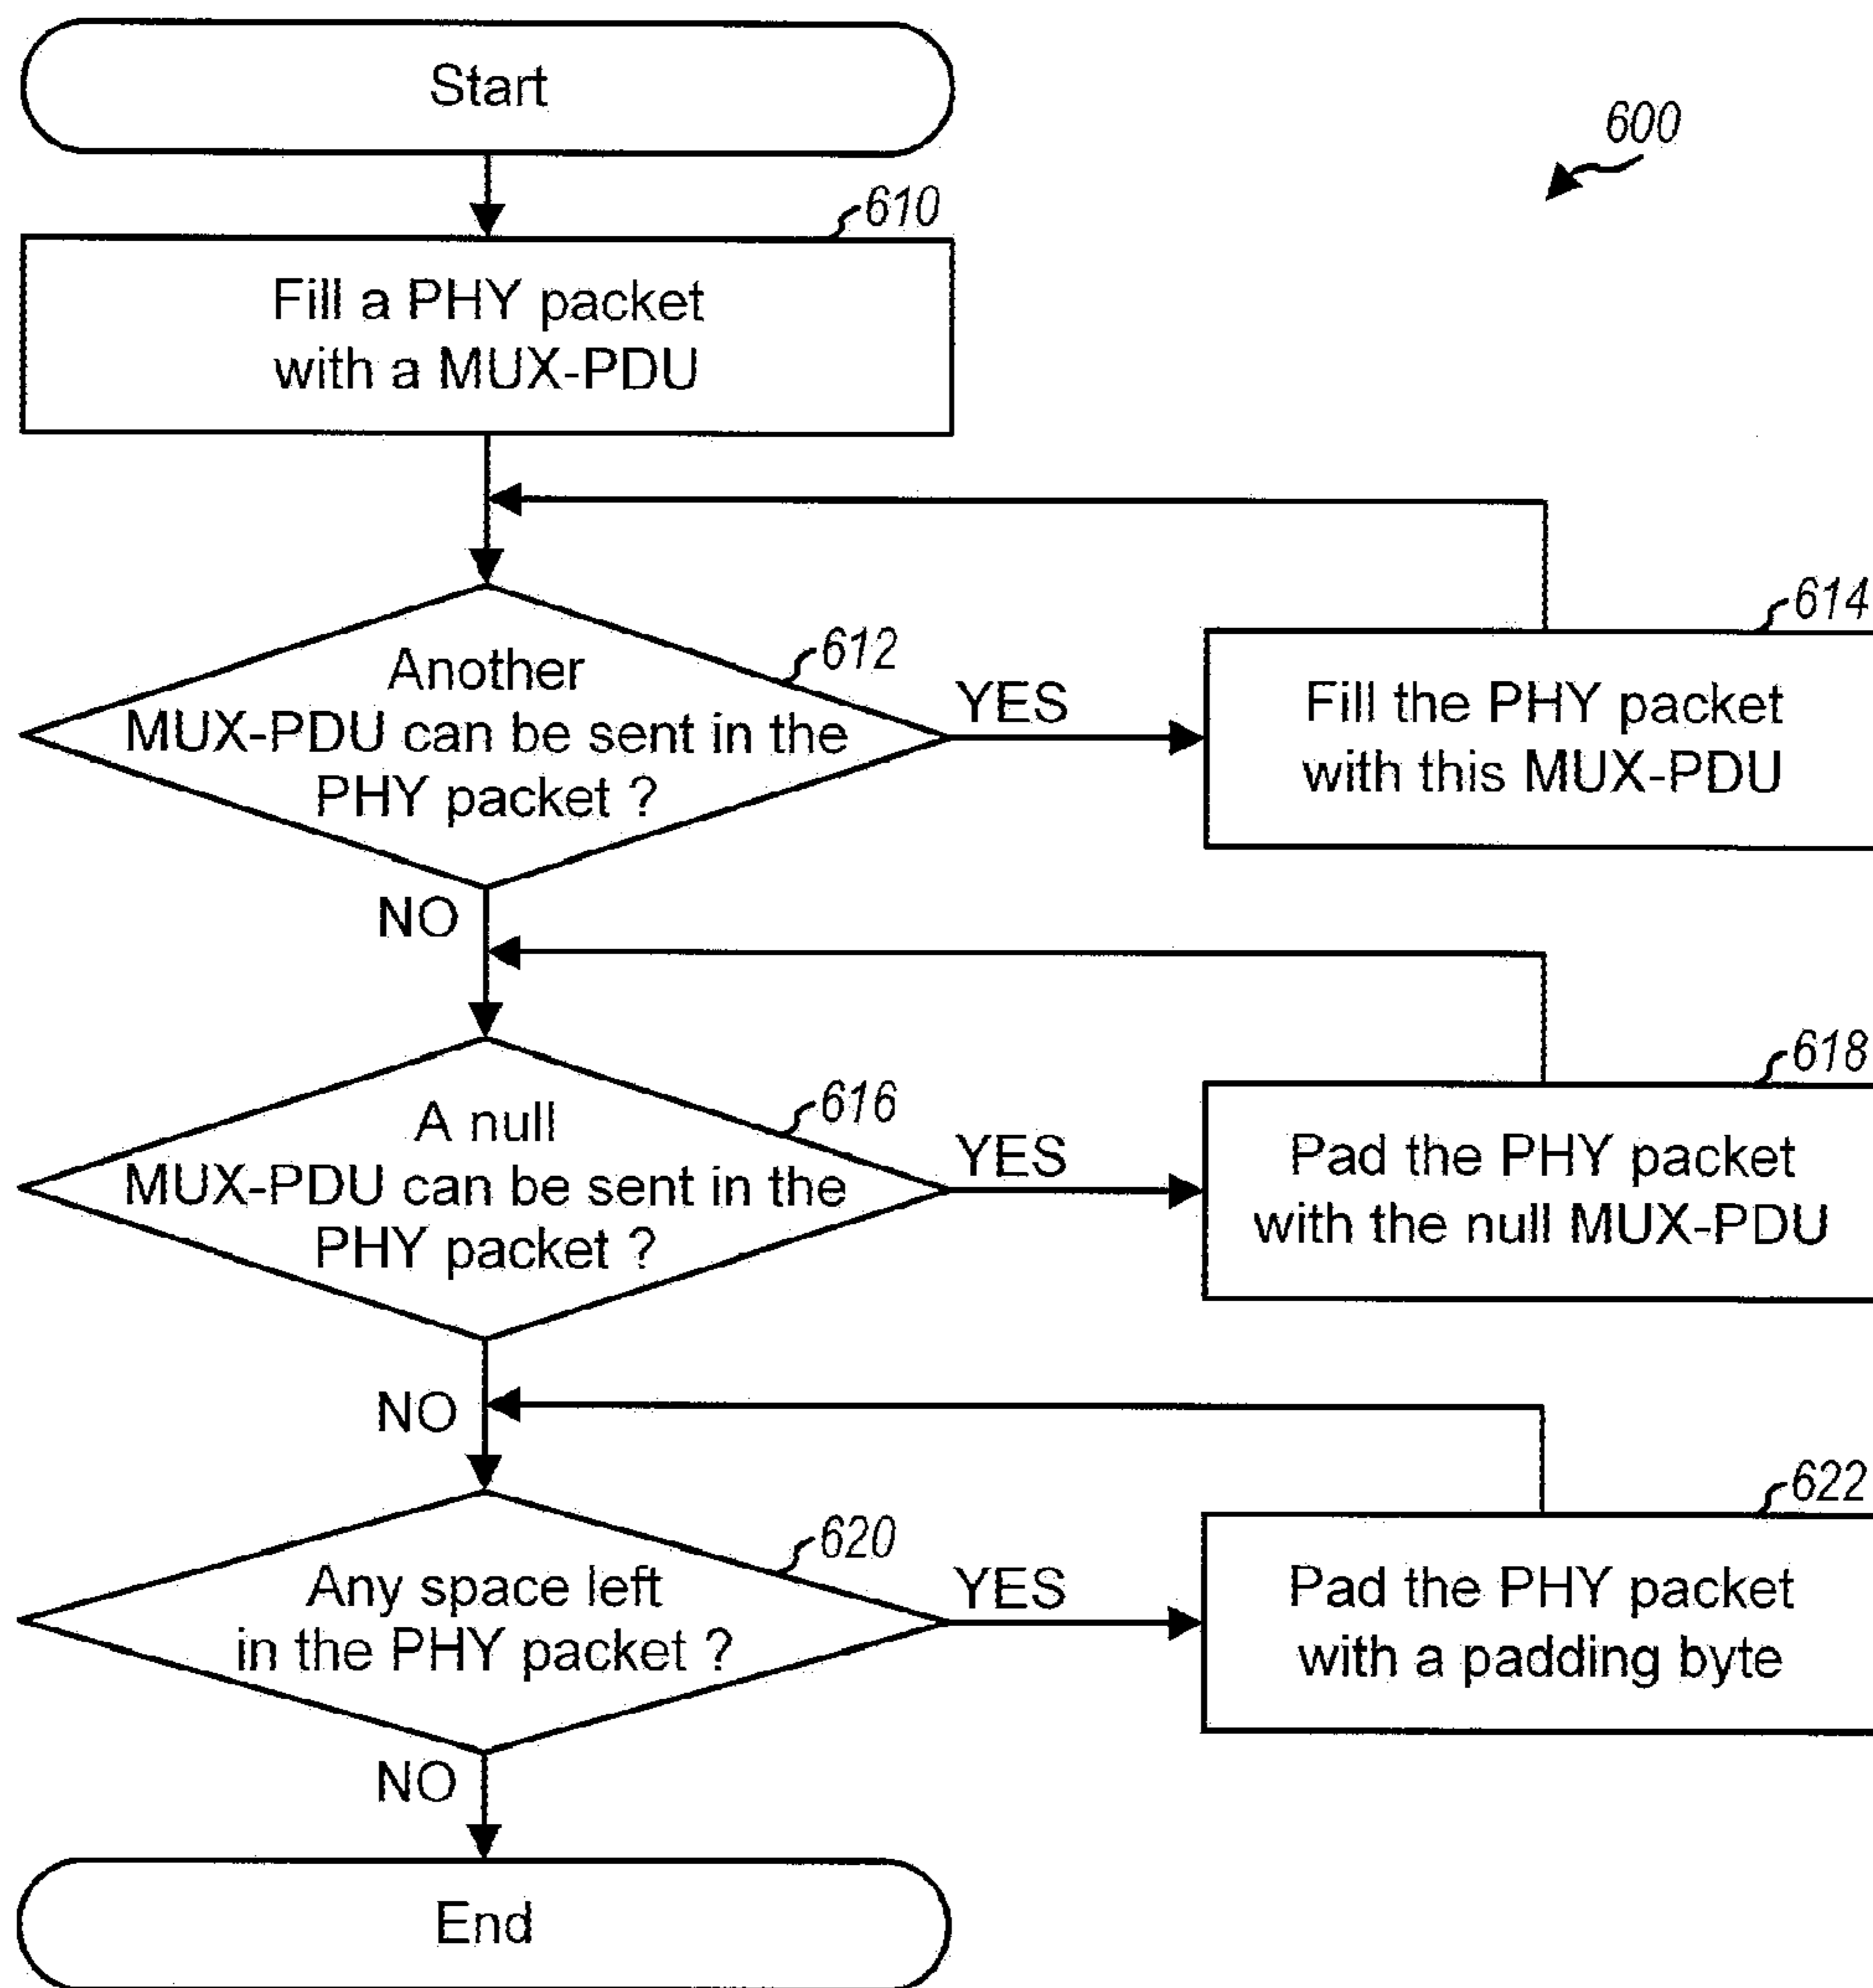 Start
600
610
Fill a PHY packet
with a MUX-PDU
612
Another
MUX-PDU can be sent in the
PHY packet ?
YES
614
Fill the PHY packet
with this MUX-PDU
NO
616
A null
MUX-PDU can be sent in the
PHY packet ?
YES
618
Pad the PHY packet
with the null MUX-PDU
NO
620
Any space left
in the PHY packet ?
YES
622
Pad the PHY packet
with a padding byte
NO
End